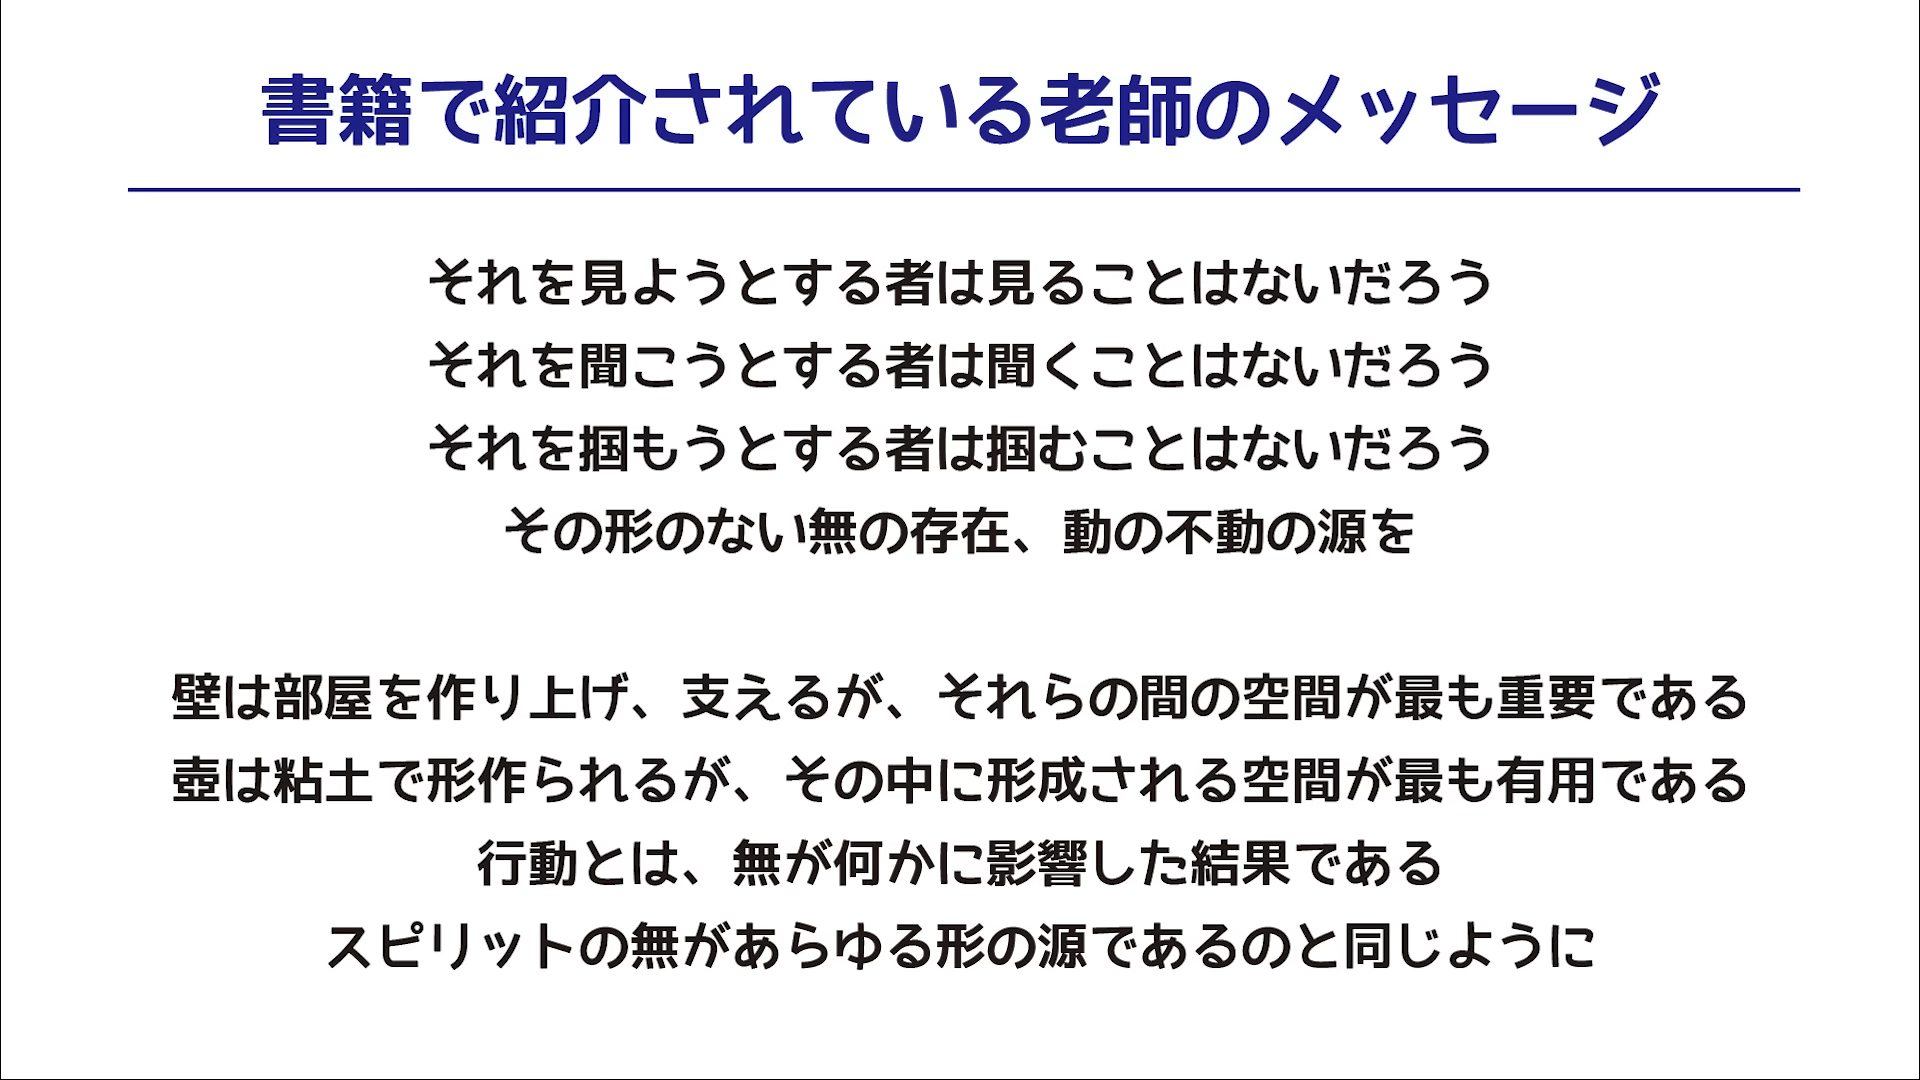 書籍で紹介されている老師のメッセージ
それを見ようとする者は見ることはないだろう
それを聞こうとする者は聞くことはないだろう
それを掴もうとする者は掴むことはないだろう
その形のない無の存在、動の不動の源を
壁は部屋を作り上げ、支えるが、それらの間の空間が最も重要である
壺は粘土で形作られるが、その中に形成される空間が最も有用である
行動とは、無が何かに影響した結果である
スピリットの無があらゆる形の源であるのと同じように